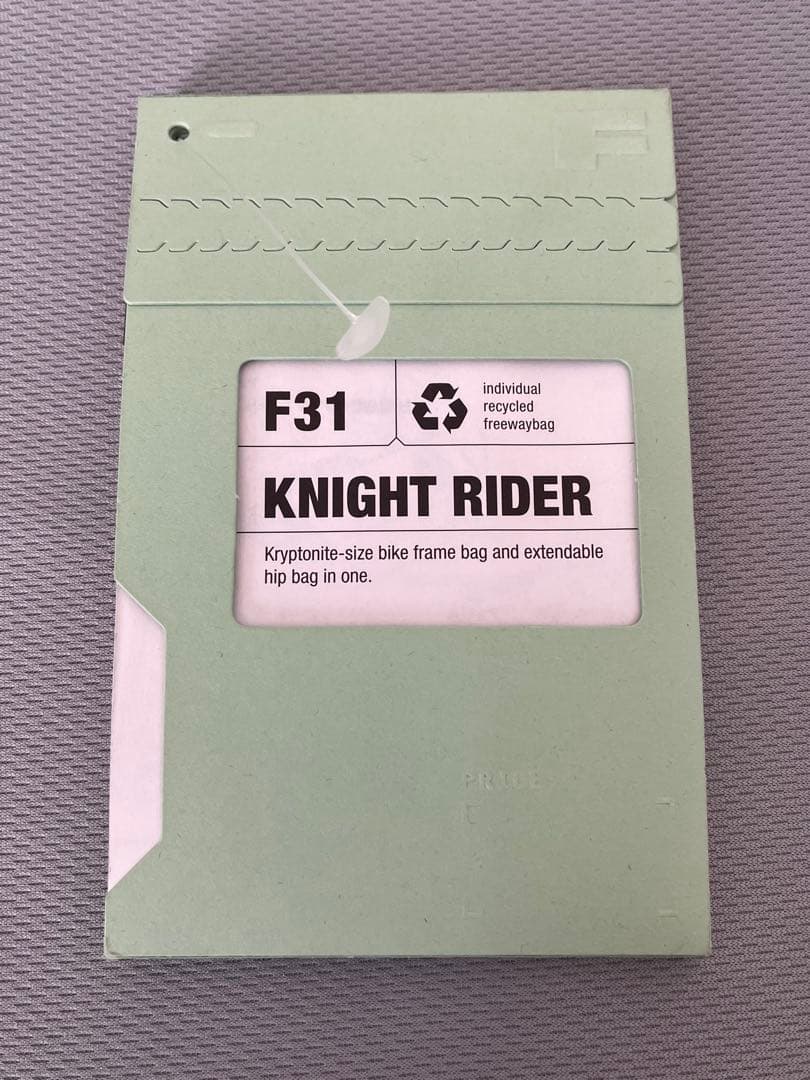 F31
individual
recycled
freewaybag
KNIGHT RIDER
Kryptonite-size bike frame bag and extendable
hip bag in one.
PRICE